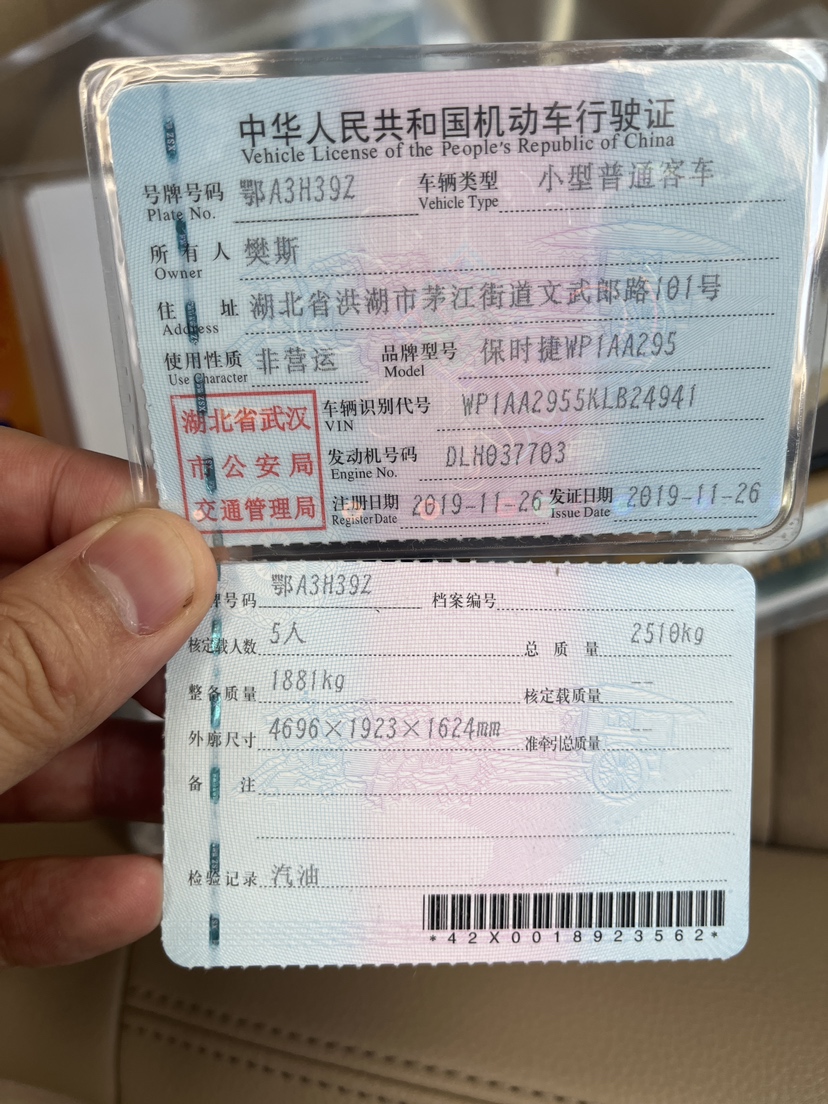 中华人民共和国机动车行驶证
Vehicle License of the People's Republic of China
号牌号码 鄂A3H39Z 车辆类型 小型普通客车
Plate No. Vehicle Type
所有人 樊斯
Owner
住址 湖北省洪湖市茅江街道文武郎路101号
Address
使用性质 非营运 品牌型号 保时捷WP1AA295
Use Character Model
湖北省武汉
市公安局
交通管理局
车辆识别代号 WP1AA2955KLB24941
VIN
发动机号码 DLH037703
Engine No.
注册日期 2019-11-26 发证日期 2019-11-26
Register Date Issue Date
牌号码 鄂A3H39Z 档案编号
核定载人数 5人 总质量 2510kg
整备质量 1881kg 核定载质量 --
外廓尺寸 4696×1923×1624mm 准牵引总质量 --
备注
检验记录 汽油
*42X0018923562*